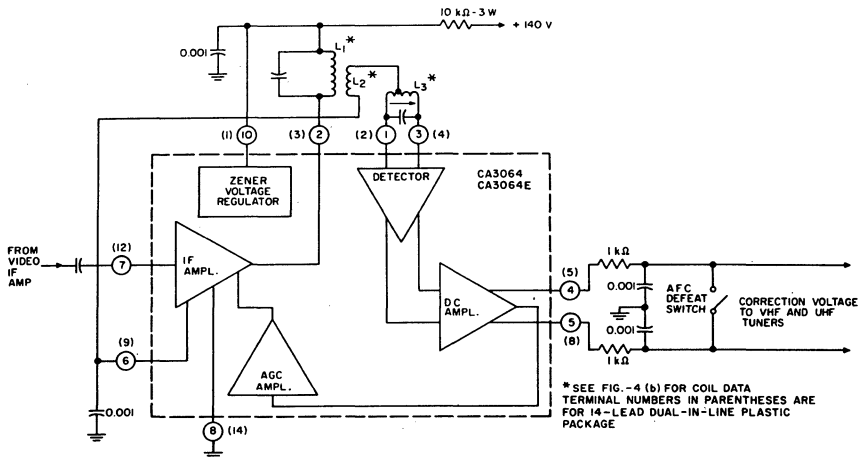 10 kΩ-3 W
+ 140 V
0.001
L1*
L2*
L3*
(1) 10
(3) 2
(2) 1
3 (4)
ZENER
VOLTAGE
REGULATOR
DETECTOR
CA3064
CA3064E
FROM
VIDEO
IF
AMP
(12)
7
IF
AMPL.
(9)
6
AGC
AMPL.
DC
AMPL.
(5)
4
5
(8)
1 kΩ
0.001
0.001
1 kΩ
AFC
DEFEAT
SWITCH
CORRECTION VOLTAGE
TO VHF AND UHF
TUNERS
0.001
8 (14)
*SEE FIG.-4 (b) FOR COIL DATA
TERMINAL NUMBERS IN PARENTHESES ARE
FOR 14-LEAD DUAL-IN-LINE PLASTIC
PACKAGE